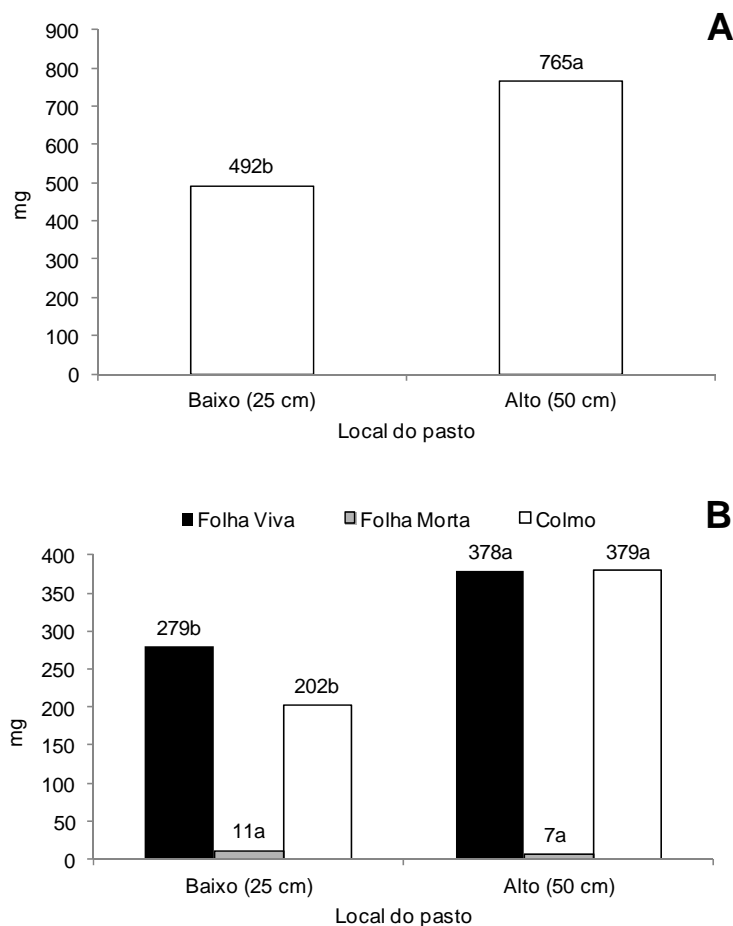 A
900
800
700
600
500
400
300
200
100
0
mg
492b
765a
Baixo (25 cm)
Alto (50 cm)
Local do pasto
B
Folha Viva
Folha Morta
Colmo
400
350
300
250
200
150
100
50
0
mg
279b
11a
202b
378a
7a
379a
Baixo (25 cm)
Alto (50 cm)
Local do pasto